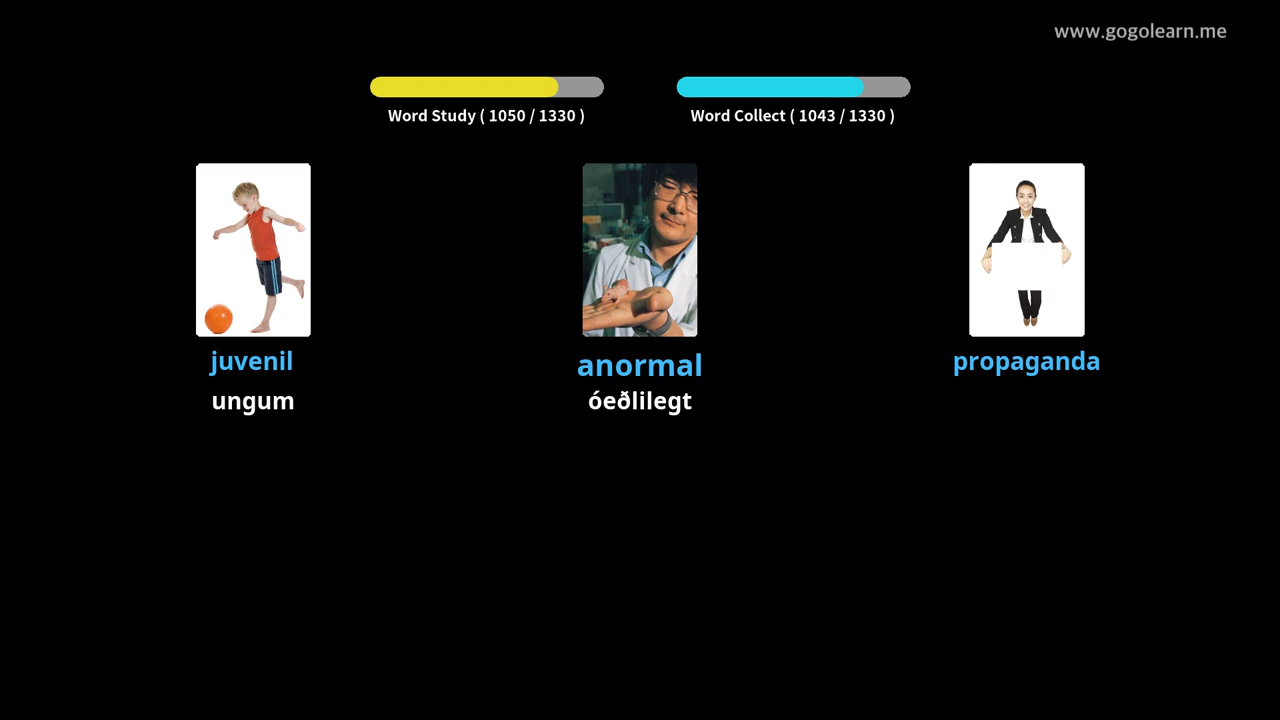 www.gogolearn.me
Word Study ( 1050 / 1330 )
Word Collect ( 1043 / 1330 )
juvenil
ungum
anormal
óeðlilegt
propaganda